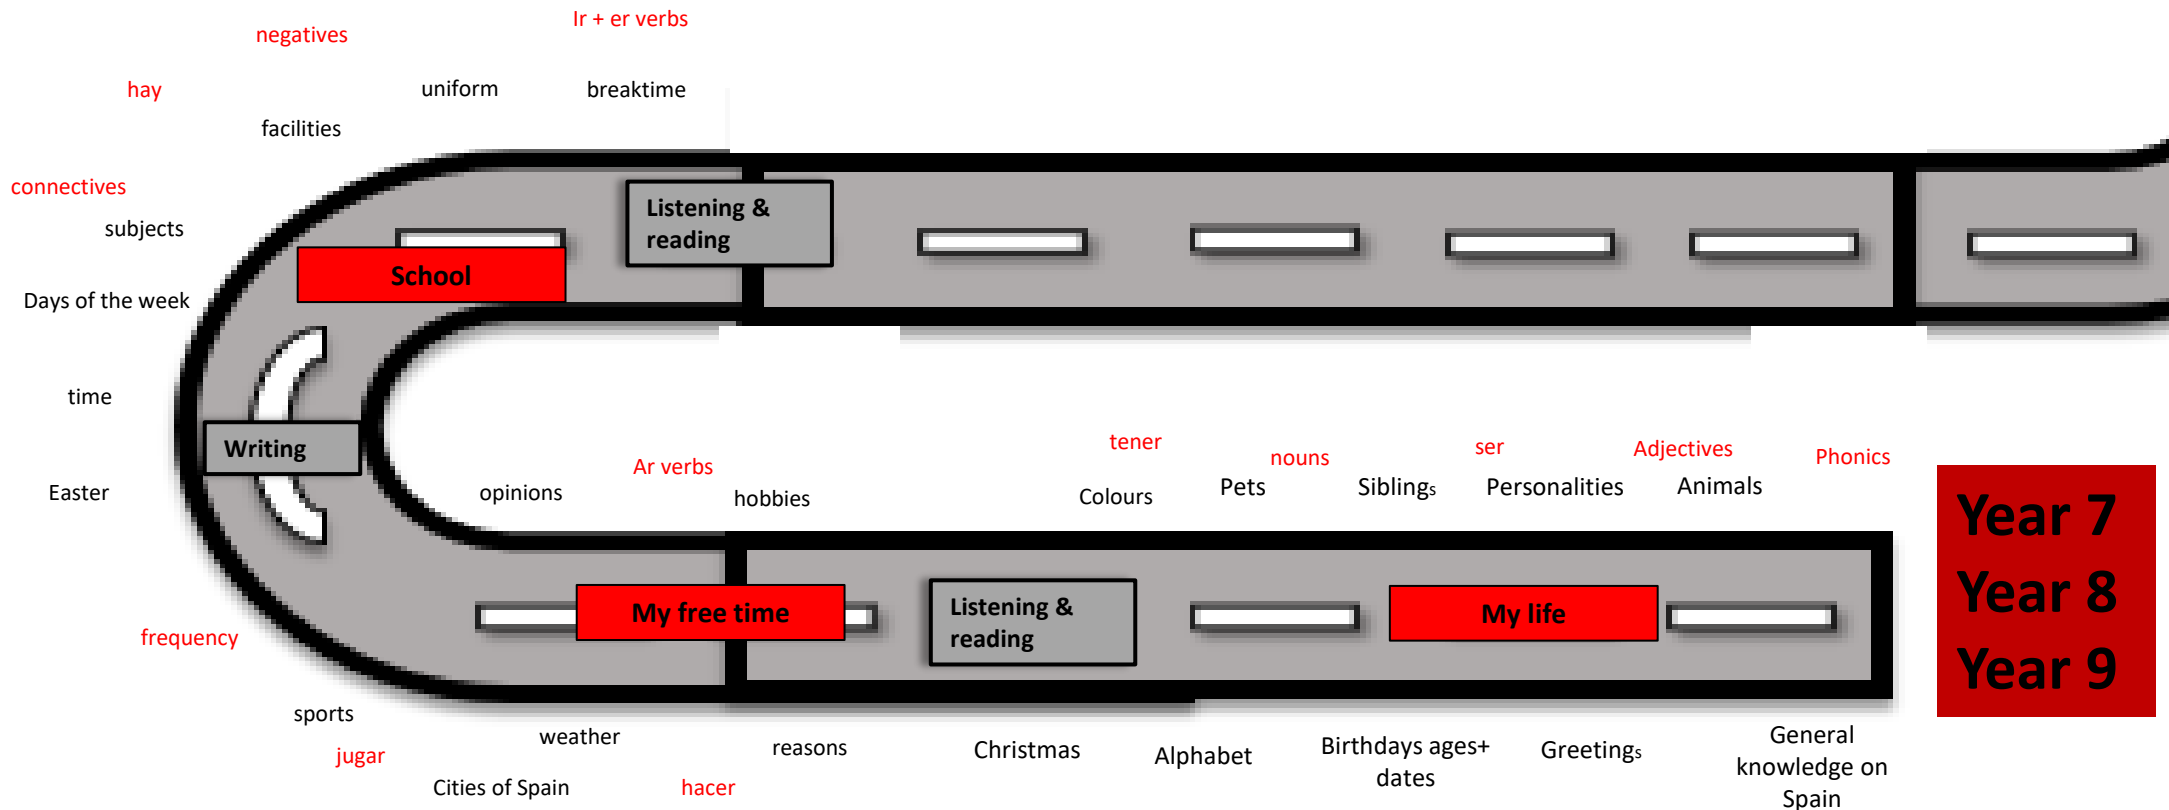 Ir + er verbs
negatives
hay
uniform
breaktime
facilities
connectives
subjects
Listening &
reading
School
Days of the week
time
Writing
Easter
opinions
Ar verbs
hobbies
tener
Colours
nouns
Pets
Siblings
ser
Personalities
Adjectives
Animals
Phonics
Year 7
Year 8
Year 9
My free time
Listening &
reading
My life
frequency
sports
jugar
weather
Cities of Spain
hacer
reasons
Christmas
Alphabet
Birthdays ages+
dates
Greetings
General
knowledge on
Spain